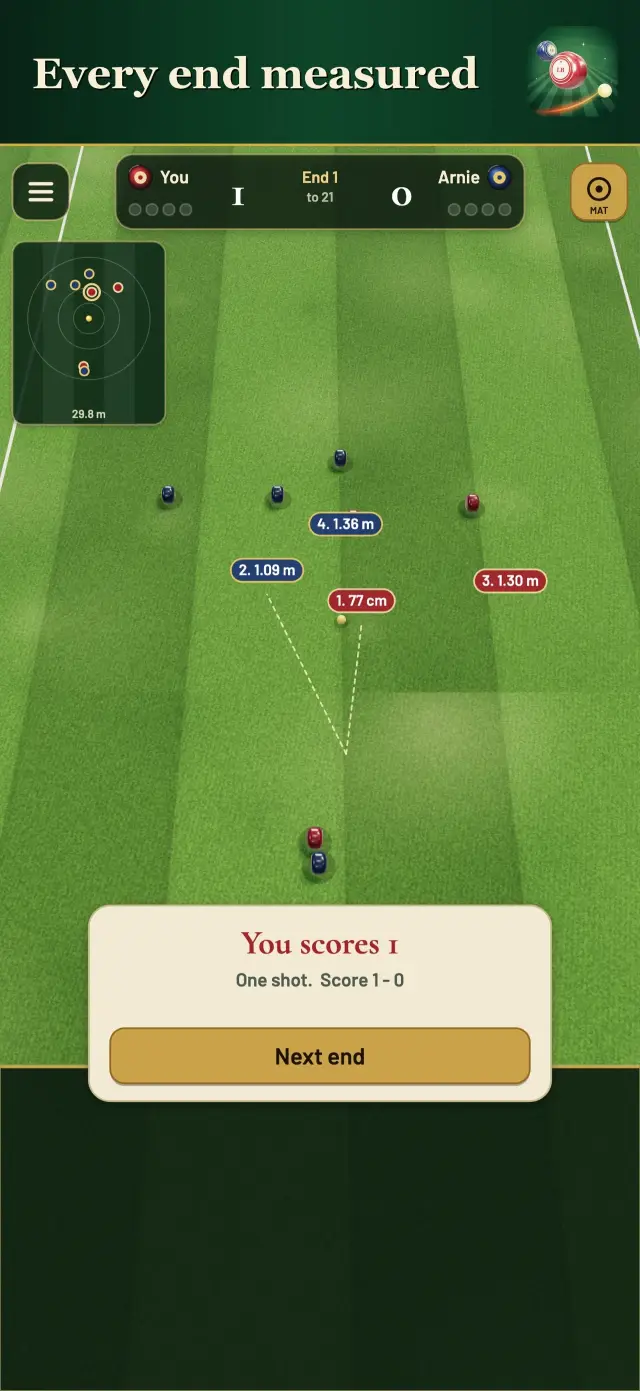 Every end measured
You
1
End 1
to 21
0
Arnie
MAT
29.8 m
4. 1.36 m
2. 1.09 m
3. 1.30 m
1. 77 cm
You scores 1
One shot. Score 1 - 0
Next end